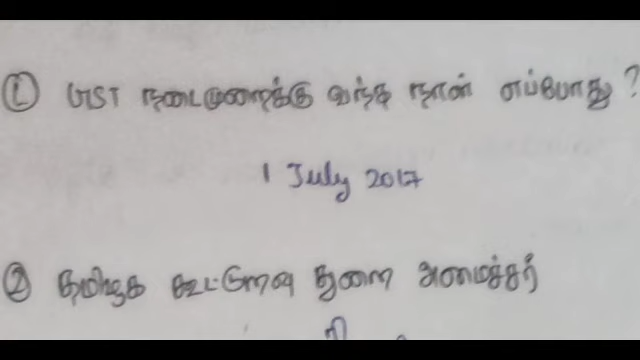 ① GST நடைமுறைக்கு வந்த நாள் எப்போது?
1 July 2017
② தமிழக கூட்டுறவு துறை அமைச்சர்